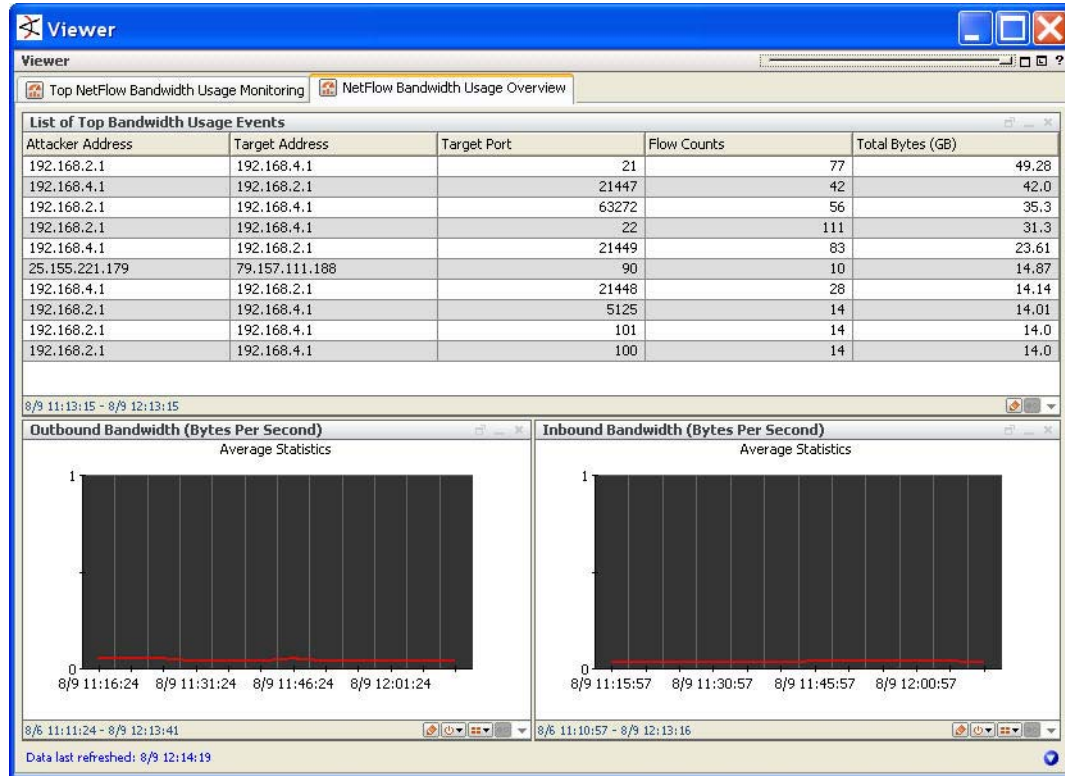 Viewer
Viewer
?
Top NetFlow Bandwidth Usage Monitoring NetFlow Bandwidth Usage Overview
List of Top Bandwidth Usage Events
Attacker Address Target Address Target Port Flow Counts Total Bytes (GB)
192.168.2.1 192.168.4.1 21 77 49.28
192.168.4.1 192.168.2.1 21447 42 42.0
192.168.2.1 192.168.4.1 63272 56 35.3
192.168.2.1 192.168.4.1 22 111 31.3
192.168.4.1 192.168.2.1 21449 83 23.61
25.155.221.179 79.157.111.188 90 10 14.87
192.168.4.1 192.168.2.1 21448 28 14.14
192.168.2.1 192.168.4.1 5125 14 14.01
192.168.2.1 192.168.4.1 101 14 14.0
192.168.2.1 192.168.4.1 100 14 14.0
8/9 11:13:15 - 8/9 12:13:15
Outbound Bandwidth (Bytes Per Second)
Average Statistics
1
0
8/9 11:16:24 8/9 11:31:24 8/9 11:46:24 8/9 12:01:24
8/6 11:11:24 - 8/9 12:13:41
Inbound Bandwidth (Bytes Per Second)
Average Statistics
1
0
8/9 11:15:57 8/9 11:30:57 8/9 11:45:57 8/9 12:00:57
8/6 11:10:57 - 8/9 12:13:16
Data last refreshed: 8/9 12:14:19